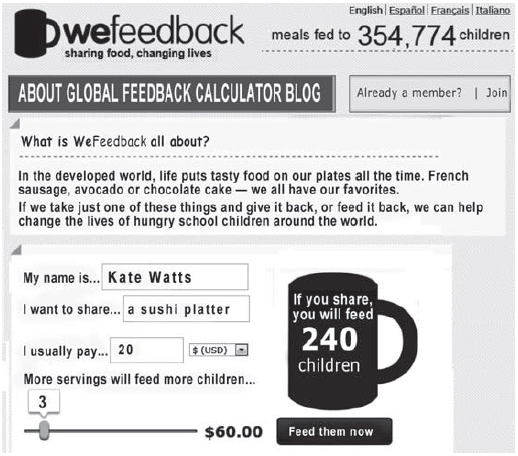 English | Español | Français | Italiano
wefeedback
sharing food, changing lives
meals fed to 354,774 children
ABOUT GLOBAL FEEDBACK CALCULATOR BLOG
Already a member? | Join
What is WeFeedback all about?
In the developed world, life puts tasty food on our plates all the time. French
sausage, avocado or chocolate cake — we all have our favorites.
If we take just one of these things and give it back, or feed it back, we can help
change the lives of hungry school children around the world.
My name is... Kate Watts
I want to share... a sushi platter
I usually pay... 20 $ (USD)
More servings will feed more children...
3
$60.00
If you share,
you will feed
240
children
Feed them now